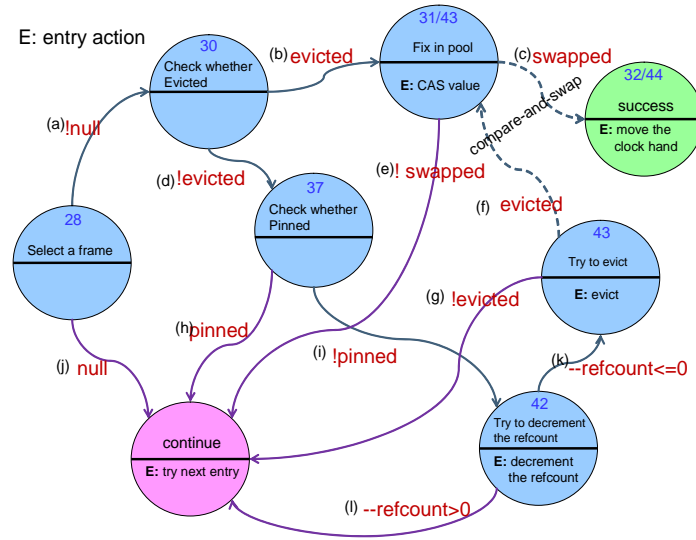 E: entry action
30
Check whether
Evicted
(b) evicted
31/43
Fix in pool
E: CAS value
(c) swapped
32/44
success
E: move the
clock hand
compare-and-swap
(a) !null
(d) !evicted
(e) ! swapped
37
Check whether
Pinned
(f) evicted
28
Select a frame
43
Try to evict
E: evict
(g) !evicted
(h) pinned
(i) !pinned
(j) null
(k) --refcount<=0
continue
E: try next entry
42
Try to decrement
the refcount
E: decrement
the refcount
(l) --refcount>0